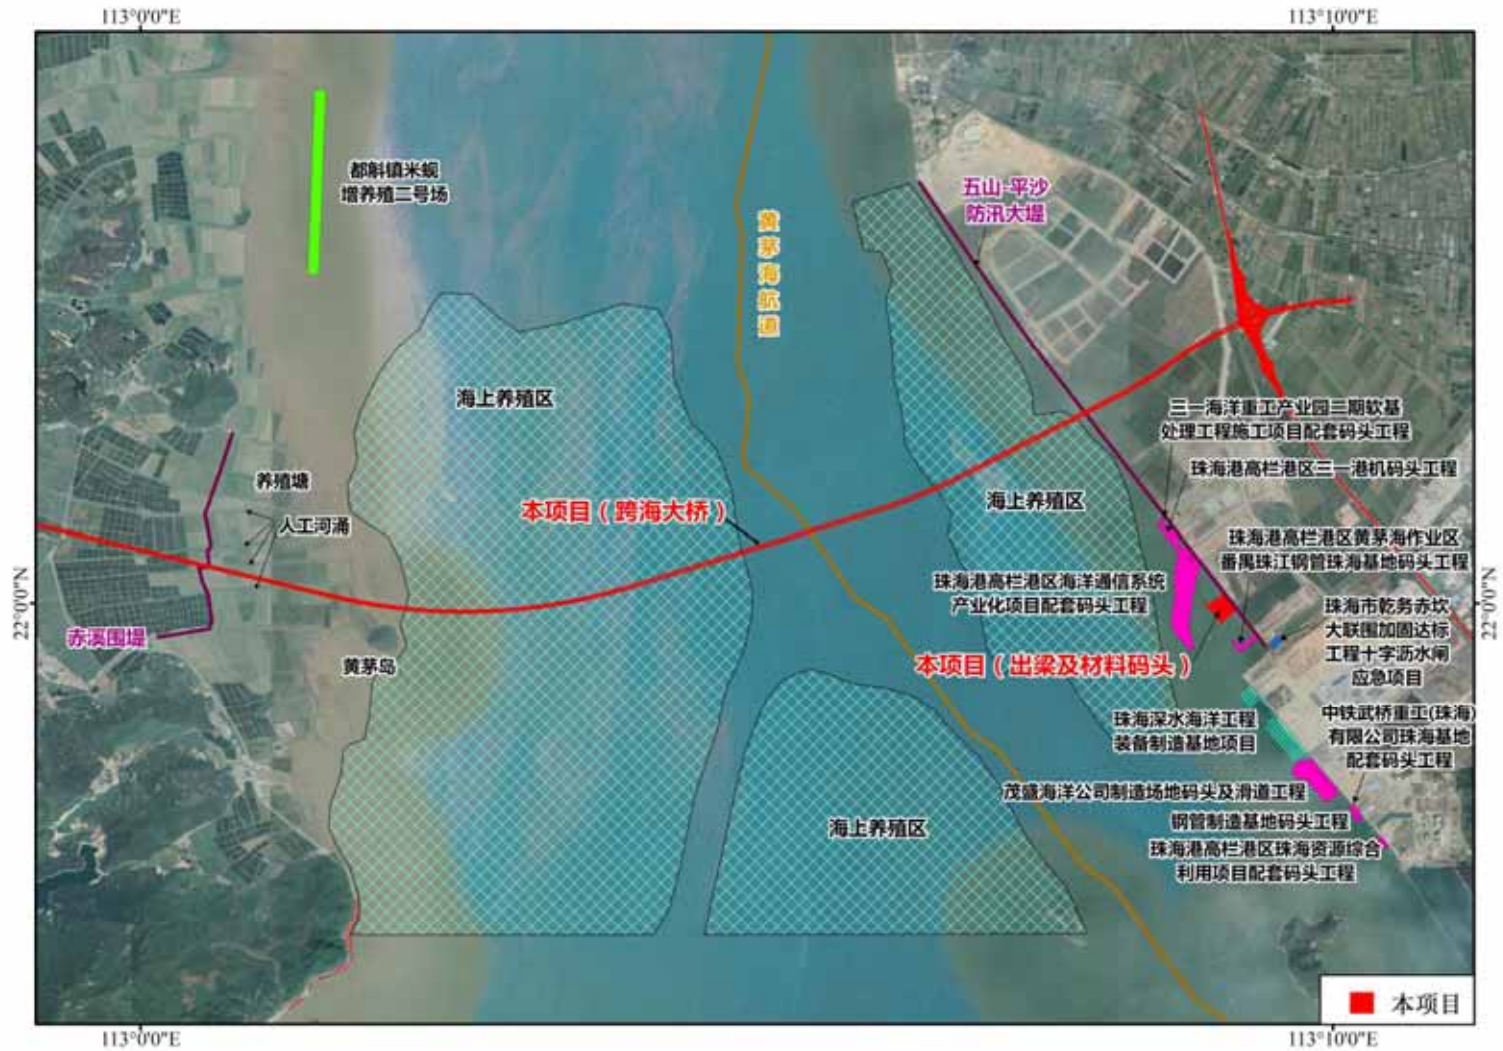 113°0'0"E
113°10'0"E
都斛镇米蚬
增养殖二号场
五山-平沙
防汛大堤
黄茅海航道
海上养殖区
三一海洋重工产业园二期软基
处理工程施工项目配套码头工程
珠海港高栏港区三一港机码头工程
养殖塘
人工河涌
本项目（跨海大桥）
海上养殖区
珠海港高栏港区黄茅海作业区
番禺珠江钢管珠海基地码头工程
珠海港高栏港区海洋通信系统
产业化项目配套码头工程
22°0'0"N
22°0'0"N
珠海市乾务赤坎
大联围加固达标
工程十字沥水闸
应急项目
赤溪围堤
黄茅岛
本项目（出梁及材料码头）
珠海深水海洋工程
装备制造基地项目
中铁武桥重工(珠海)
有限公司珠海基地
配套码头工程
茂盛海洋公司制造场地码头及滑道工程
海上养殖区
钢管制造基地码头工程
珠海港高栏港区珠海资源综合
利用项目配套码头工程
本项目
113°0'0"E
113°10'0"E